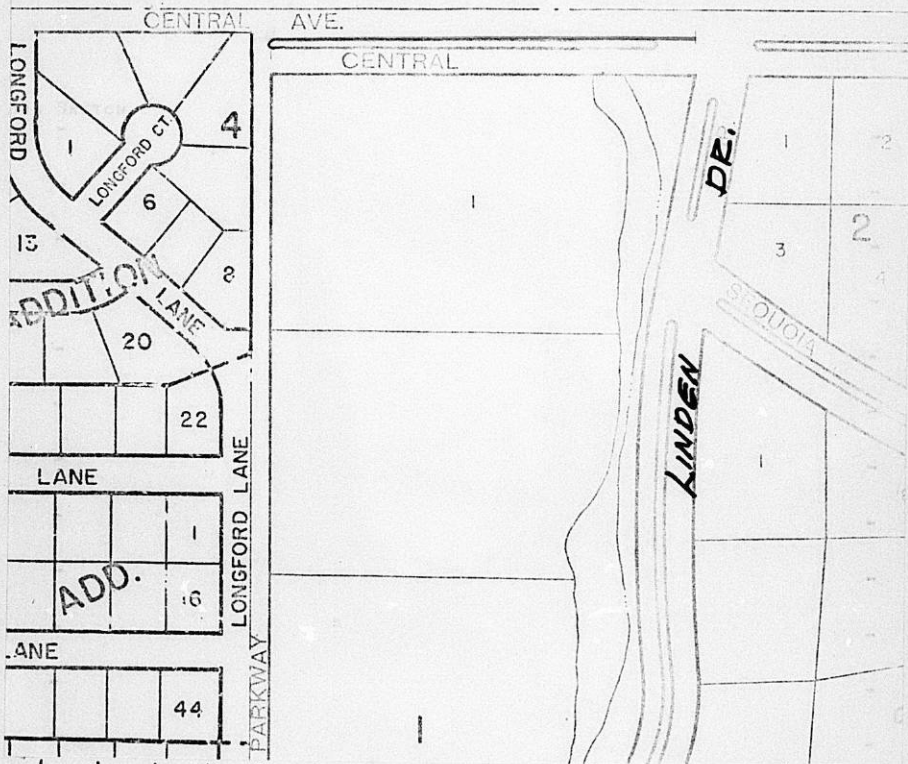 CENTRAL AVE.
CENTRAL
LONGFORD
4
1
LONGFORD CT.
6
8
13
ADDITION
LANE
20
22
LANE
LONGFORD LANE
1
ADD.
16
LANE
44
PARKWAY
1
1
DR.
LINDEN
SEQUOIA
1
2
2
3
4
1